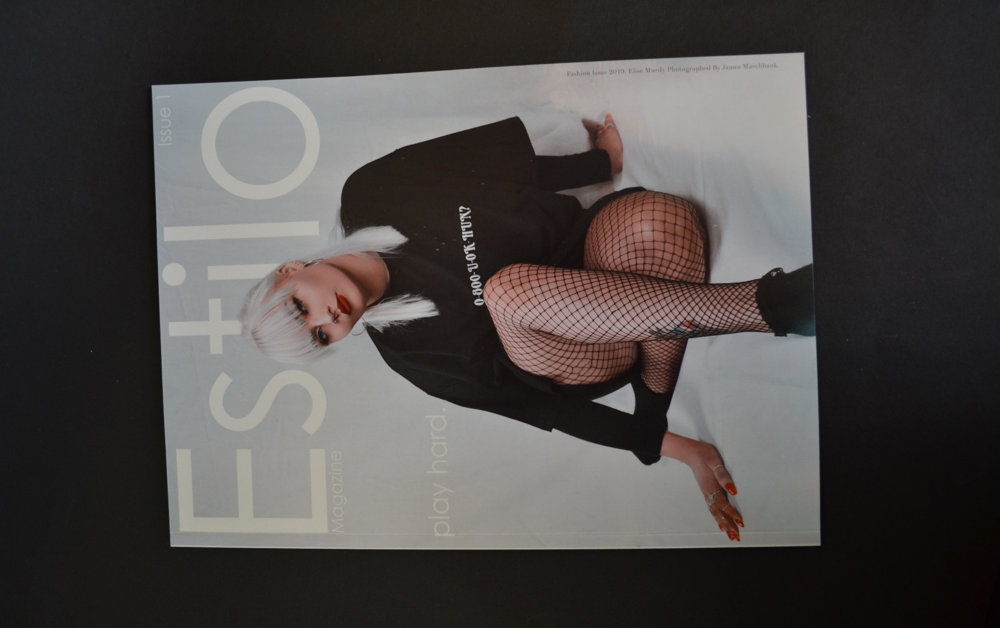 Issue 1
Estilo
Magazine
play hard.
0-800-U-OK-HUN?
Fashion Issue 2019. Elise Murdy Photographed By James Marchbank.